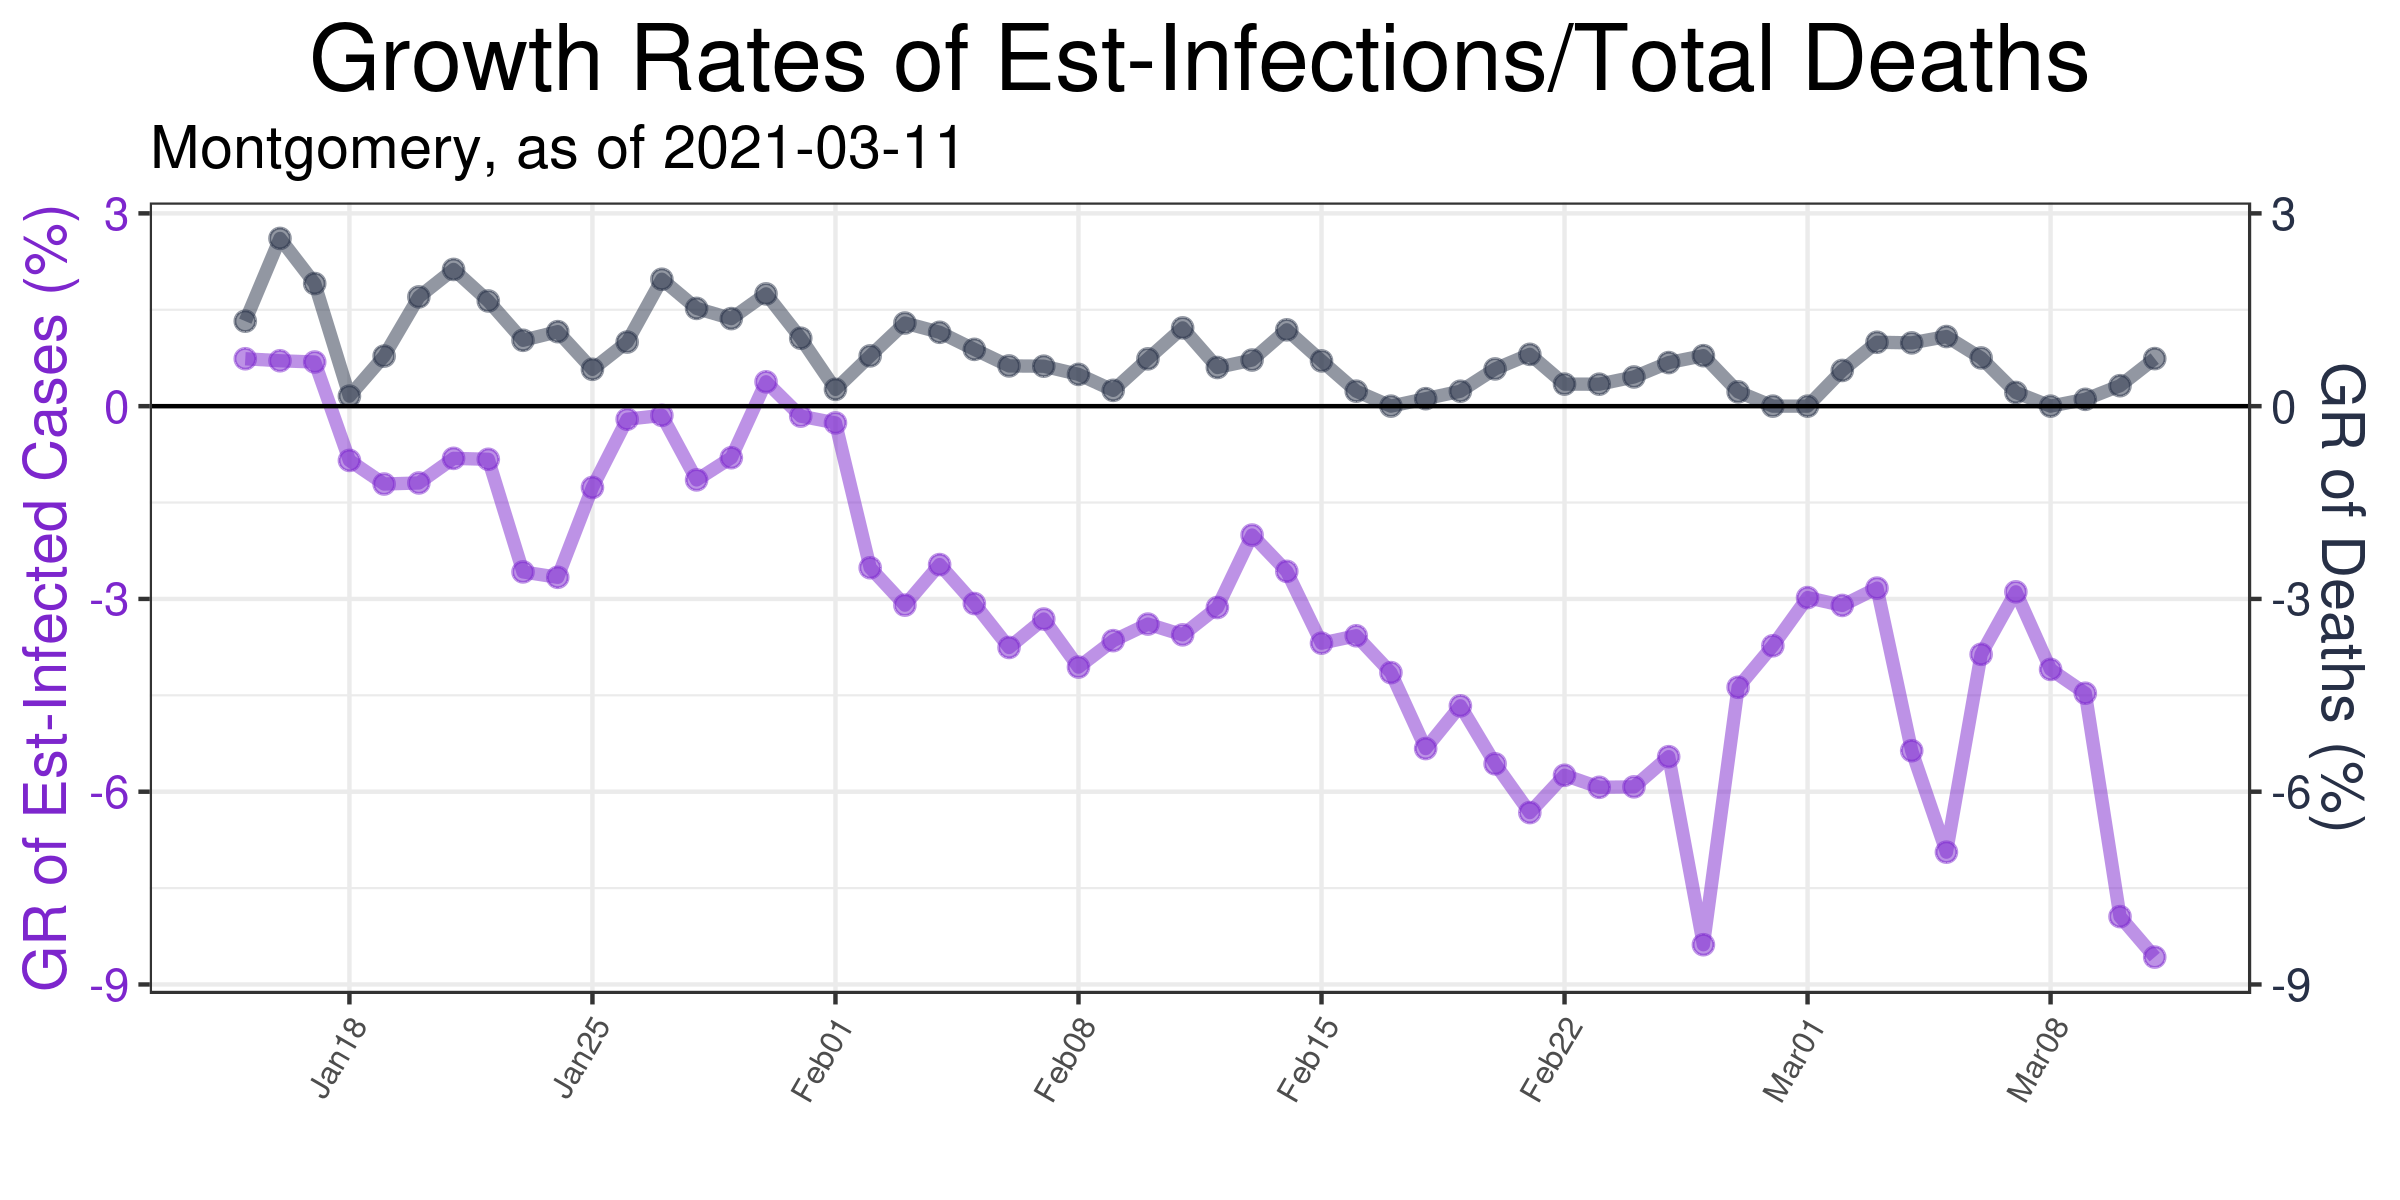 Growth Rates of Est-Infections/Total Deaths
Montgomery, as of 2021-03-11
GR of Est-Infected Cases (%)
3
0
-3
-6
-9
3
0
-3
-6
-9
GR of Deaths (%)
Jan18
Jan25
Feb01
Feb08
Feb15
Feb22
Mar01
Mar08